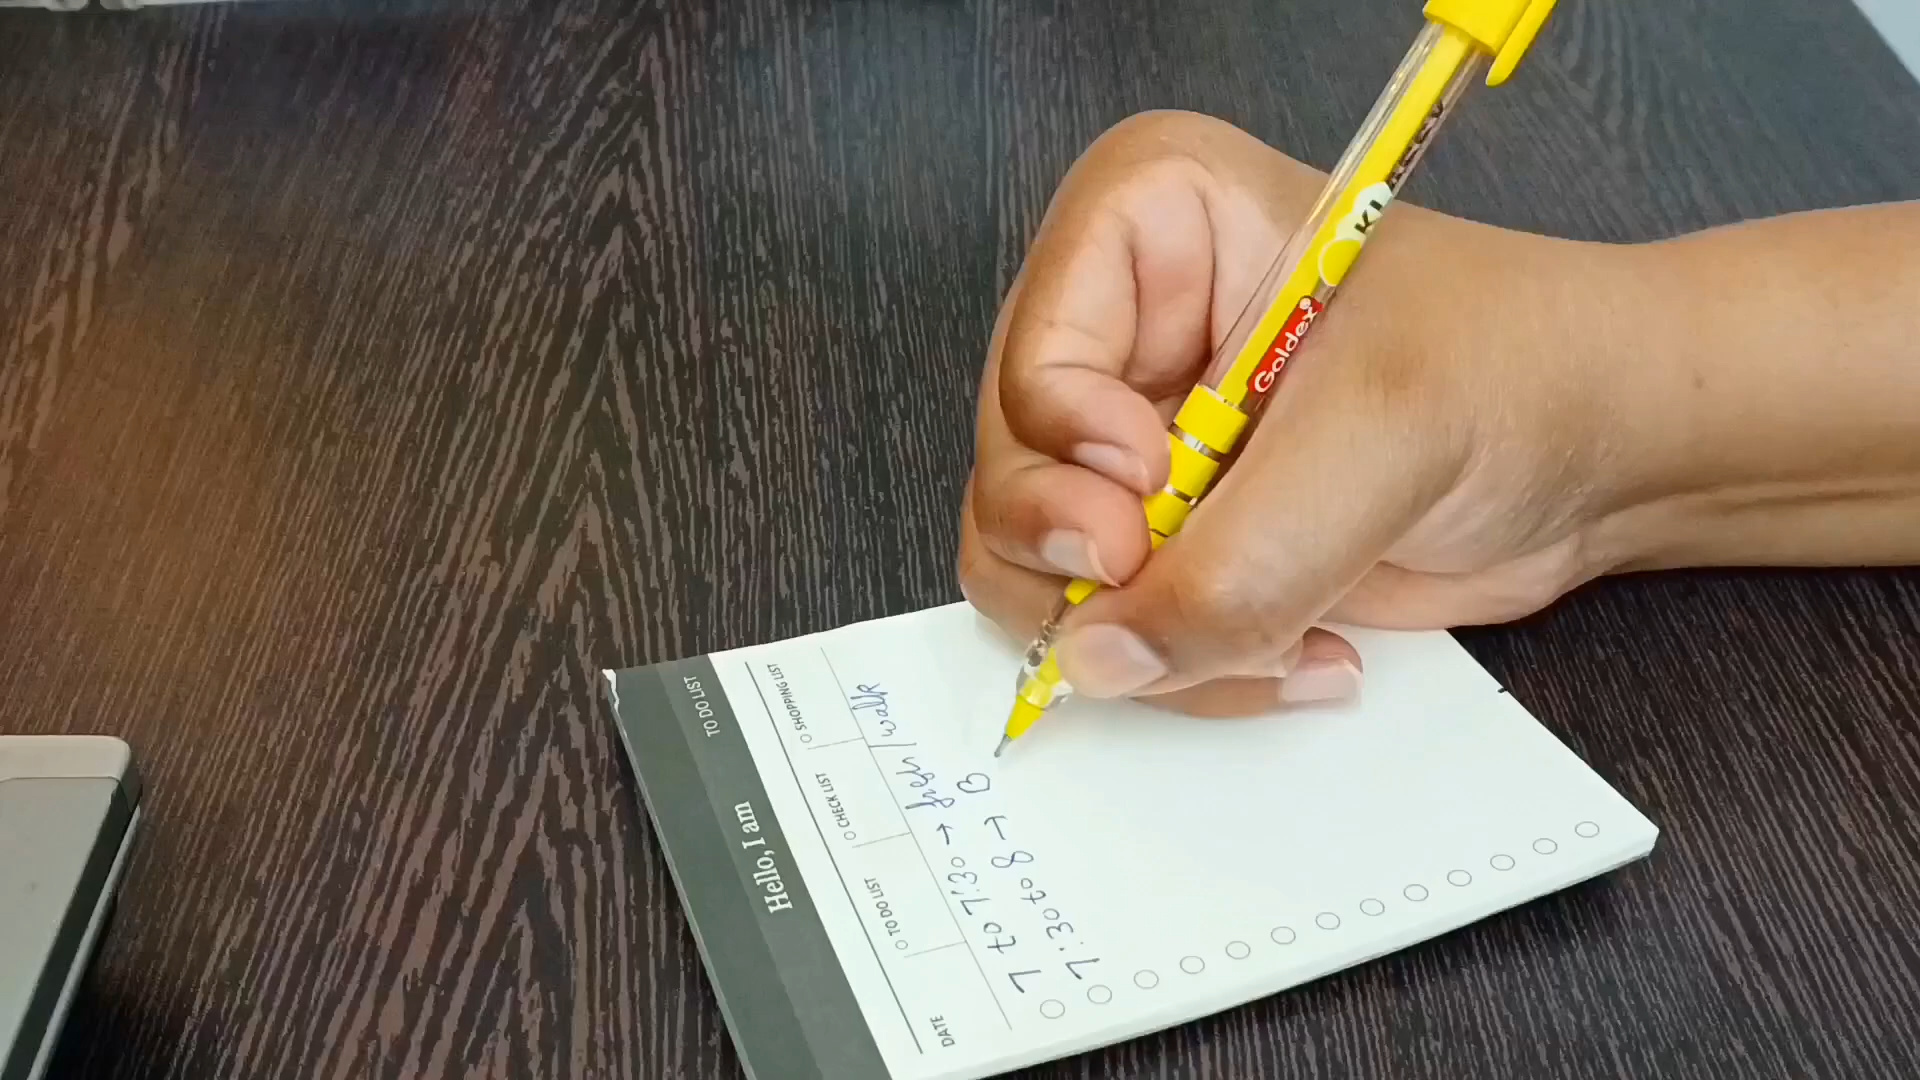 TO DO LIST
Hello, I am
SHOPPING LIST
CHECK LIST
TO DO LIST
DATE
7 to 7:30 → fresh/walk
7:30 to 8 → B
Goldex®